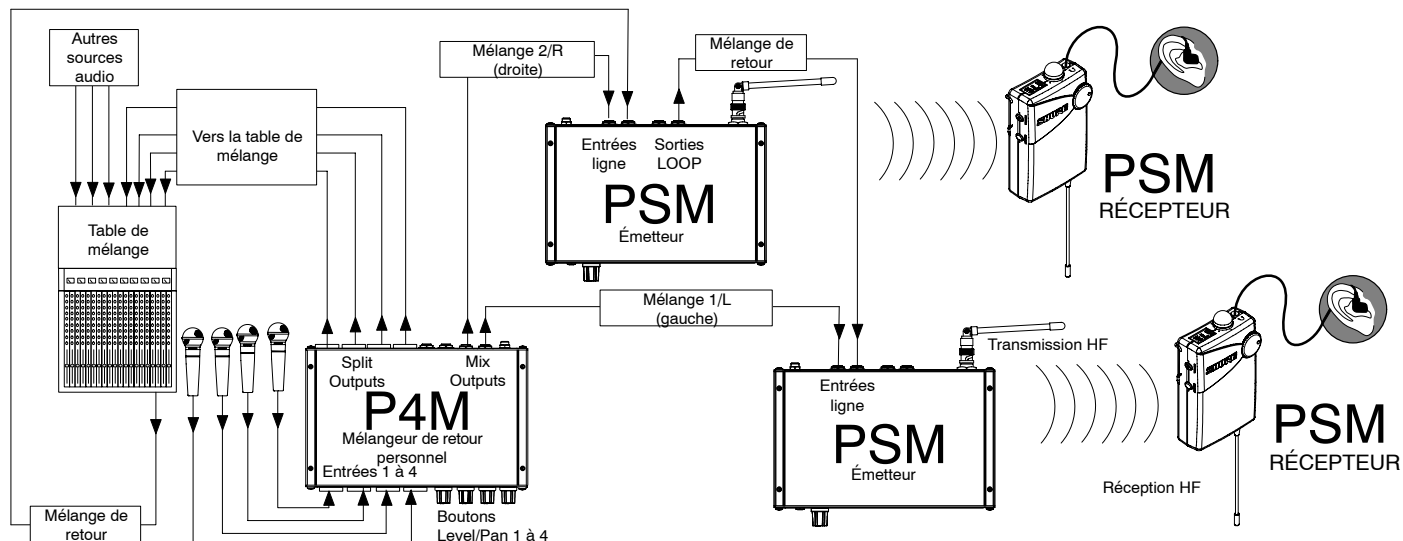 Autres
sources
audio
Vers la table de
mélange
Table de
mélange
Mélange de
retour
Mélange 2/R
(droite)
Mélange de
retour
Entrées
ligne
Sorties
LOOP
PSM
Émetteur
SHURE
PSM
RÉCEPTEUR
Mélange 1/L
(gauche)
Split
Outputs
Mix
Outputs
P4M
Mélangeur de retour
personnel
Entrées 1 à 4
Boutons
Level/Pan 1 à 4
Entrées
ligne
PSM
Émetteur
Transmission HF
Réception HF
SHURE
PSM
RÉCEPTEUR